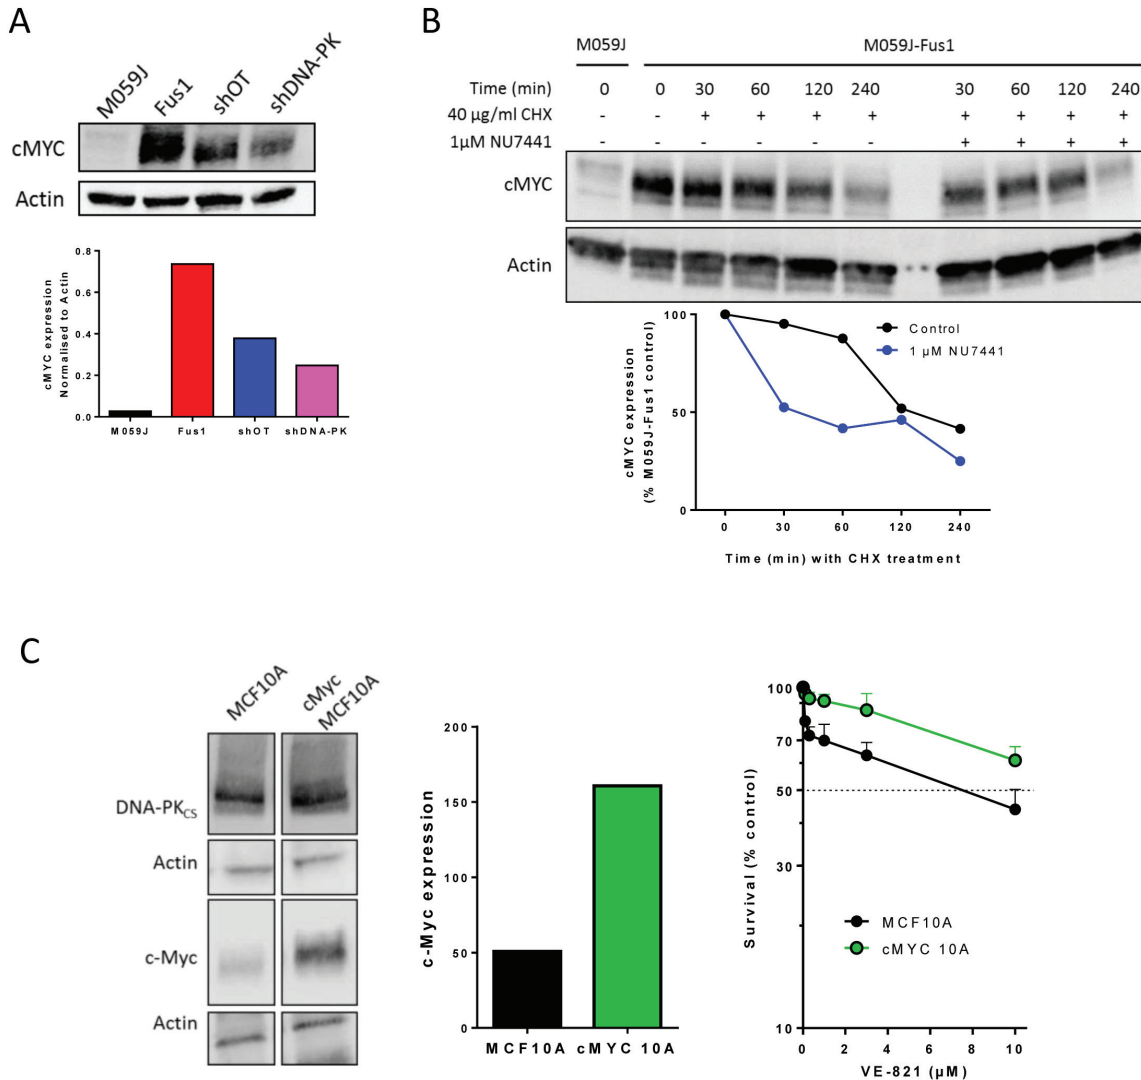 A
M059J
Fus1
shOT
shDNA-PK
cMYC
Actin
cMYC expression
Normalised to Actin
0.8
0.6
0.4
0.2
0.0
M059J Fus1 shOT shDNA-PK
B
M059J M059J-Fus1
Time (min) 0 0 30 60 120 240 30 60 120 240
40 µg/ml CHX - - + + + + + + + +
1µM NU7441 - - - - - - + + + +
cMYC
Actin
cMYC expression
(% M059J-Fus1 control)
100
50
0
Control
1 µM NU7441
0 30 60 120 240
Time (min) with CHX treatment
C
MCF10A
cMyc
MCF10A
DNA-PKCS
Actin
c-Myc
Actin
c-Myc expression
200
150
100
50
0
MCF10A cMYC 10A
Survival (% control)
100
70
50
30
10
MCF10A
cMYC 10A
0 2 4 6 8 10
VE-821 (µM)